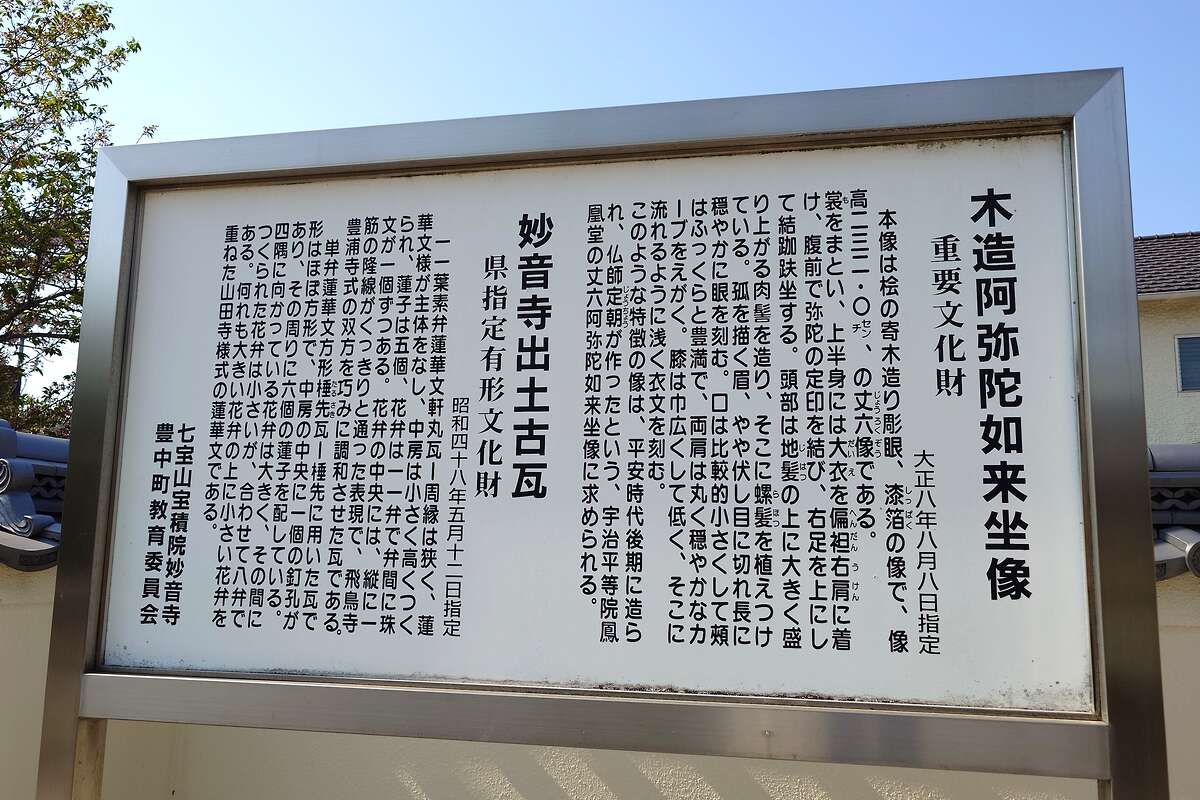 木造阿弥陀如来坐像
重要文化財
大正八年八月八日指定
本像は桧の寄木造り彫眼、漆箔の像で、像
高二三二・〇センチ、の丈六像である。
裳をまとい、上半身には大衣を偏袒右肩に着
け、腹前で弥陀の定印を結び、右足を上にし
て結跏趺坐する。頭部は地髪の上に大きく盛
り上がる肉髻を造り、そこに螺髪を植えつけ
ている。孤を描く眉、やや伏し目に切れ長に
穏やかに眼を刻む。口は比較的小さくして頬
はふっくらと豊満で、両肩は丸く穏やかなカ
ーブをえがく。膝は巾広くして低く、そこに
流れるように浅く衣文を刻む。
このような特徴の像は、平安時代後期に造ら
れ、仏師定朝が作ったという、宇治平等院鳳
凰堂の丈六阿弥陀如来坐像に求められる。
妙音寺出土古瓦
県指定有形文化財
昭和四十八年五月十二日指定
一一葉素弁蓮華文軒丸瓦ー周縁は狭く、蓮
華文様が主体をなし、中房は小さく高くつく
られ、蓮子は五個、花弁は一一で弁間に珠
文が一個ずつある。花弁の中央には、縦に一
筋の隆線がくっきりと通った表現で、飛鳥寺
豊浦寺式の双方を巧みに調和させた瓦である。
単弁蓮華文方形棰先瓦ー棰先に用いた瓦で
形はほぼ方形で、中房の中央に一個の釘孔が
あり、その周りに六個の蓮子を配している。
四隅に向かっている花弁は大きく、その間に
つくられた花弁は小さいが、合わせて八弁で
ある。何れも大きい花弁の上に小さい花弁を
重ねた山田寺様式の蓮華文である。
七宝山宝積院妙音寺
豊中町教育委員会